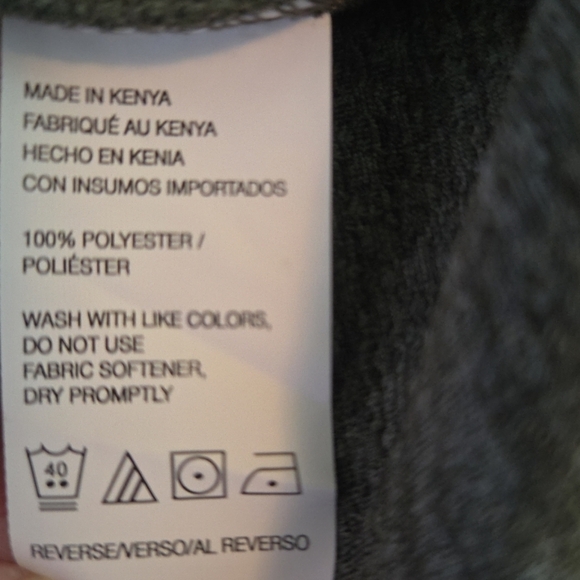 MADE IN KENYA
FABRIQUÉ AU KENYA
HECHO EN KENIA
CON INSUMOS IMPORTADOS
100% POLYESTER /
POLIÉSTER
WASH WITH LIKE COLORS,
DO NOT USE
FABRIC SOFTENER,
DRY PROMPTLY
40
REVERSE/VERSO/AL REVERSO